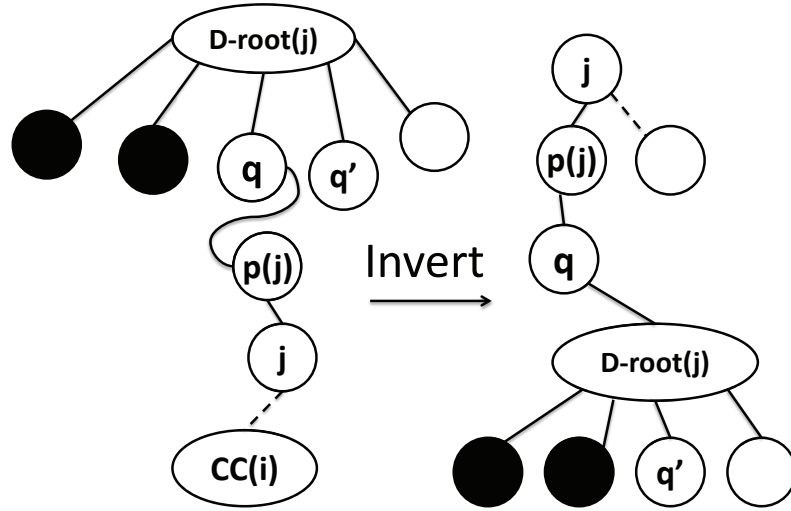 D-root(j)
q
q’
p(j)
j
CC(i)
Invert
j
p(j)
q
D-root(j)
q’